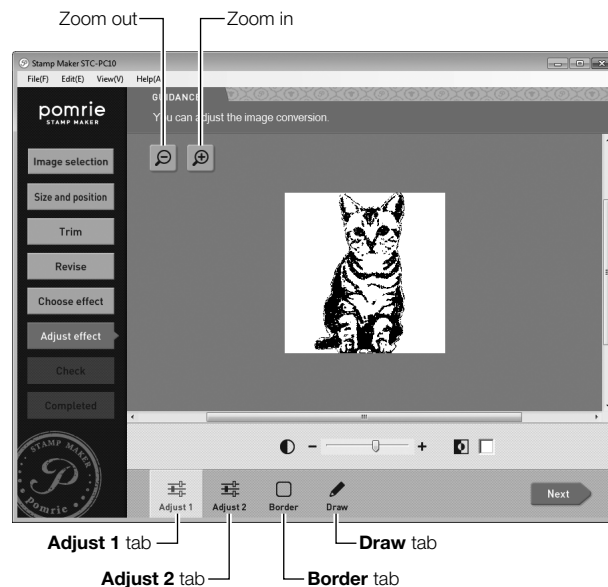 Zoom out
Zoom in
Stamp Maker STC-PC10
File(F) Edit(E) View(V) Help(
GUIDANCE
You can adjust the image conversion.
pomrie
STAMP MAKER
Image selection
Size and position
Trim
Revise
Choose effect
Adjust effect
Check
Completed
STAMP MAKER
P
pomrie
Adjust 1
Adjust 2
Border
Draw
Next
Adjust 1 tab
Draw tab
Adjust 2 tab
Border tab